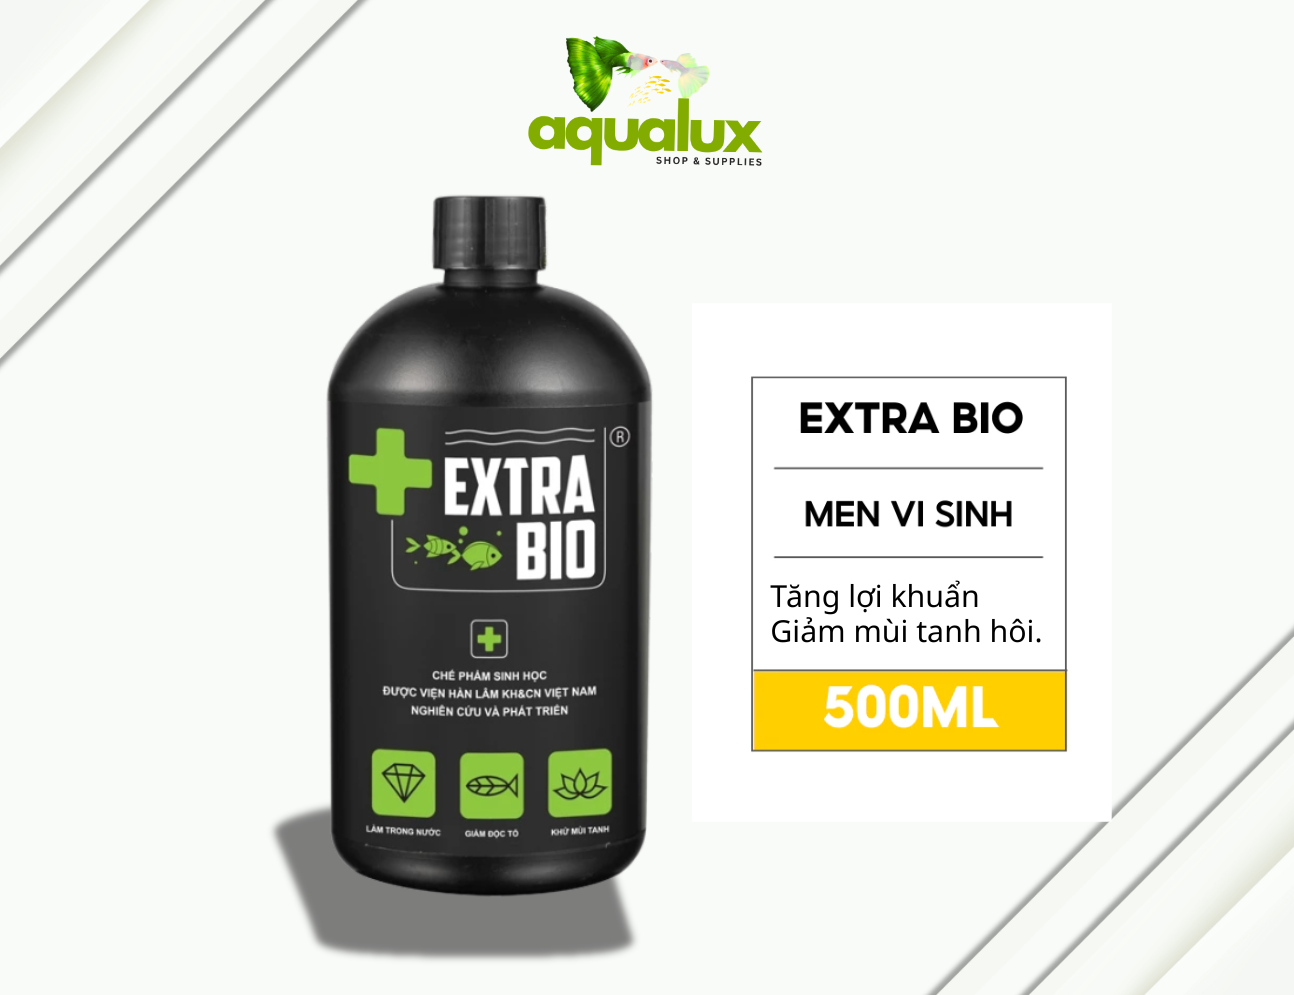 aqualux
SHOP & SUPPLIES
EXTRA
BIO
®
CHẾ PHẨM SINH HỌC
ĐƯỢC VIỆN HÀN LÂM KH&CN VIỆT NAM
NGHIÊN CỨU VÀ PHÁT TRIỂN
LÀM TRONG NƯỚC
GIẢM ĐỘC TỐ
KHỬ MÙI TANH
EXTRA BIO
MEN VI SINH
Tăng lợi khuẩn
Giảm mùi tanh hôi.
500ML